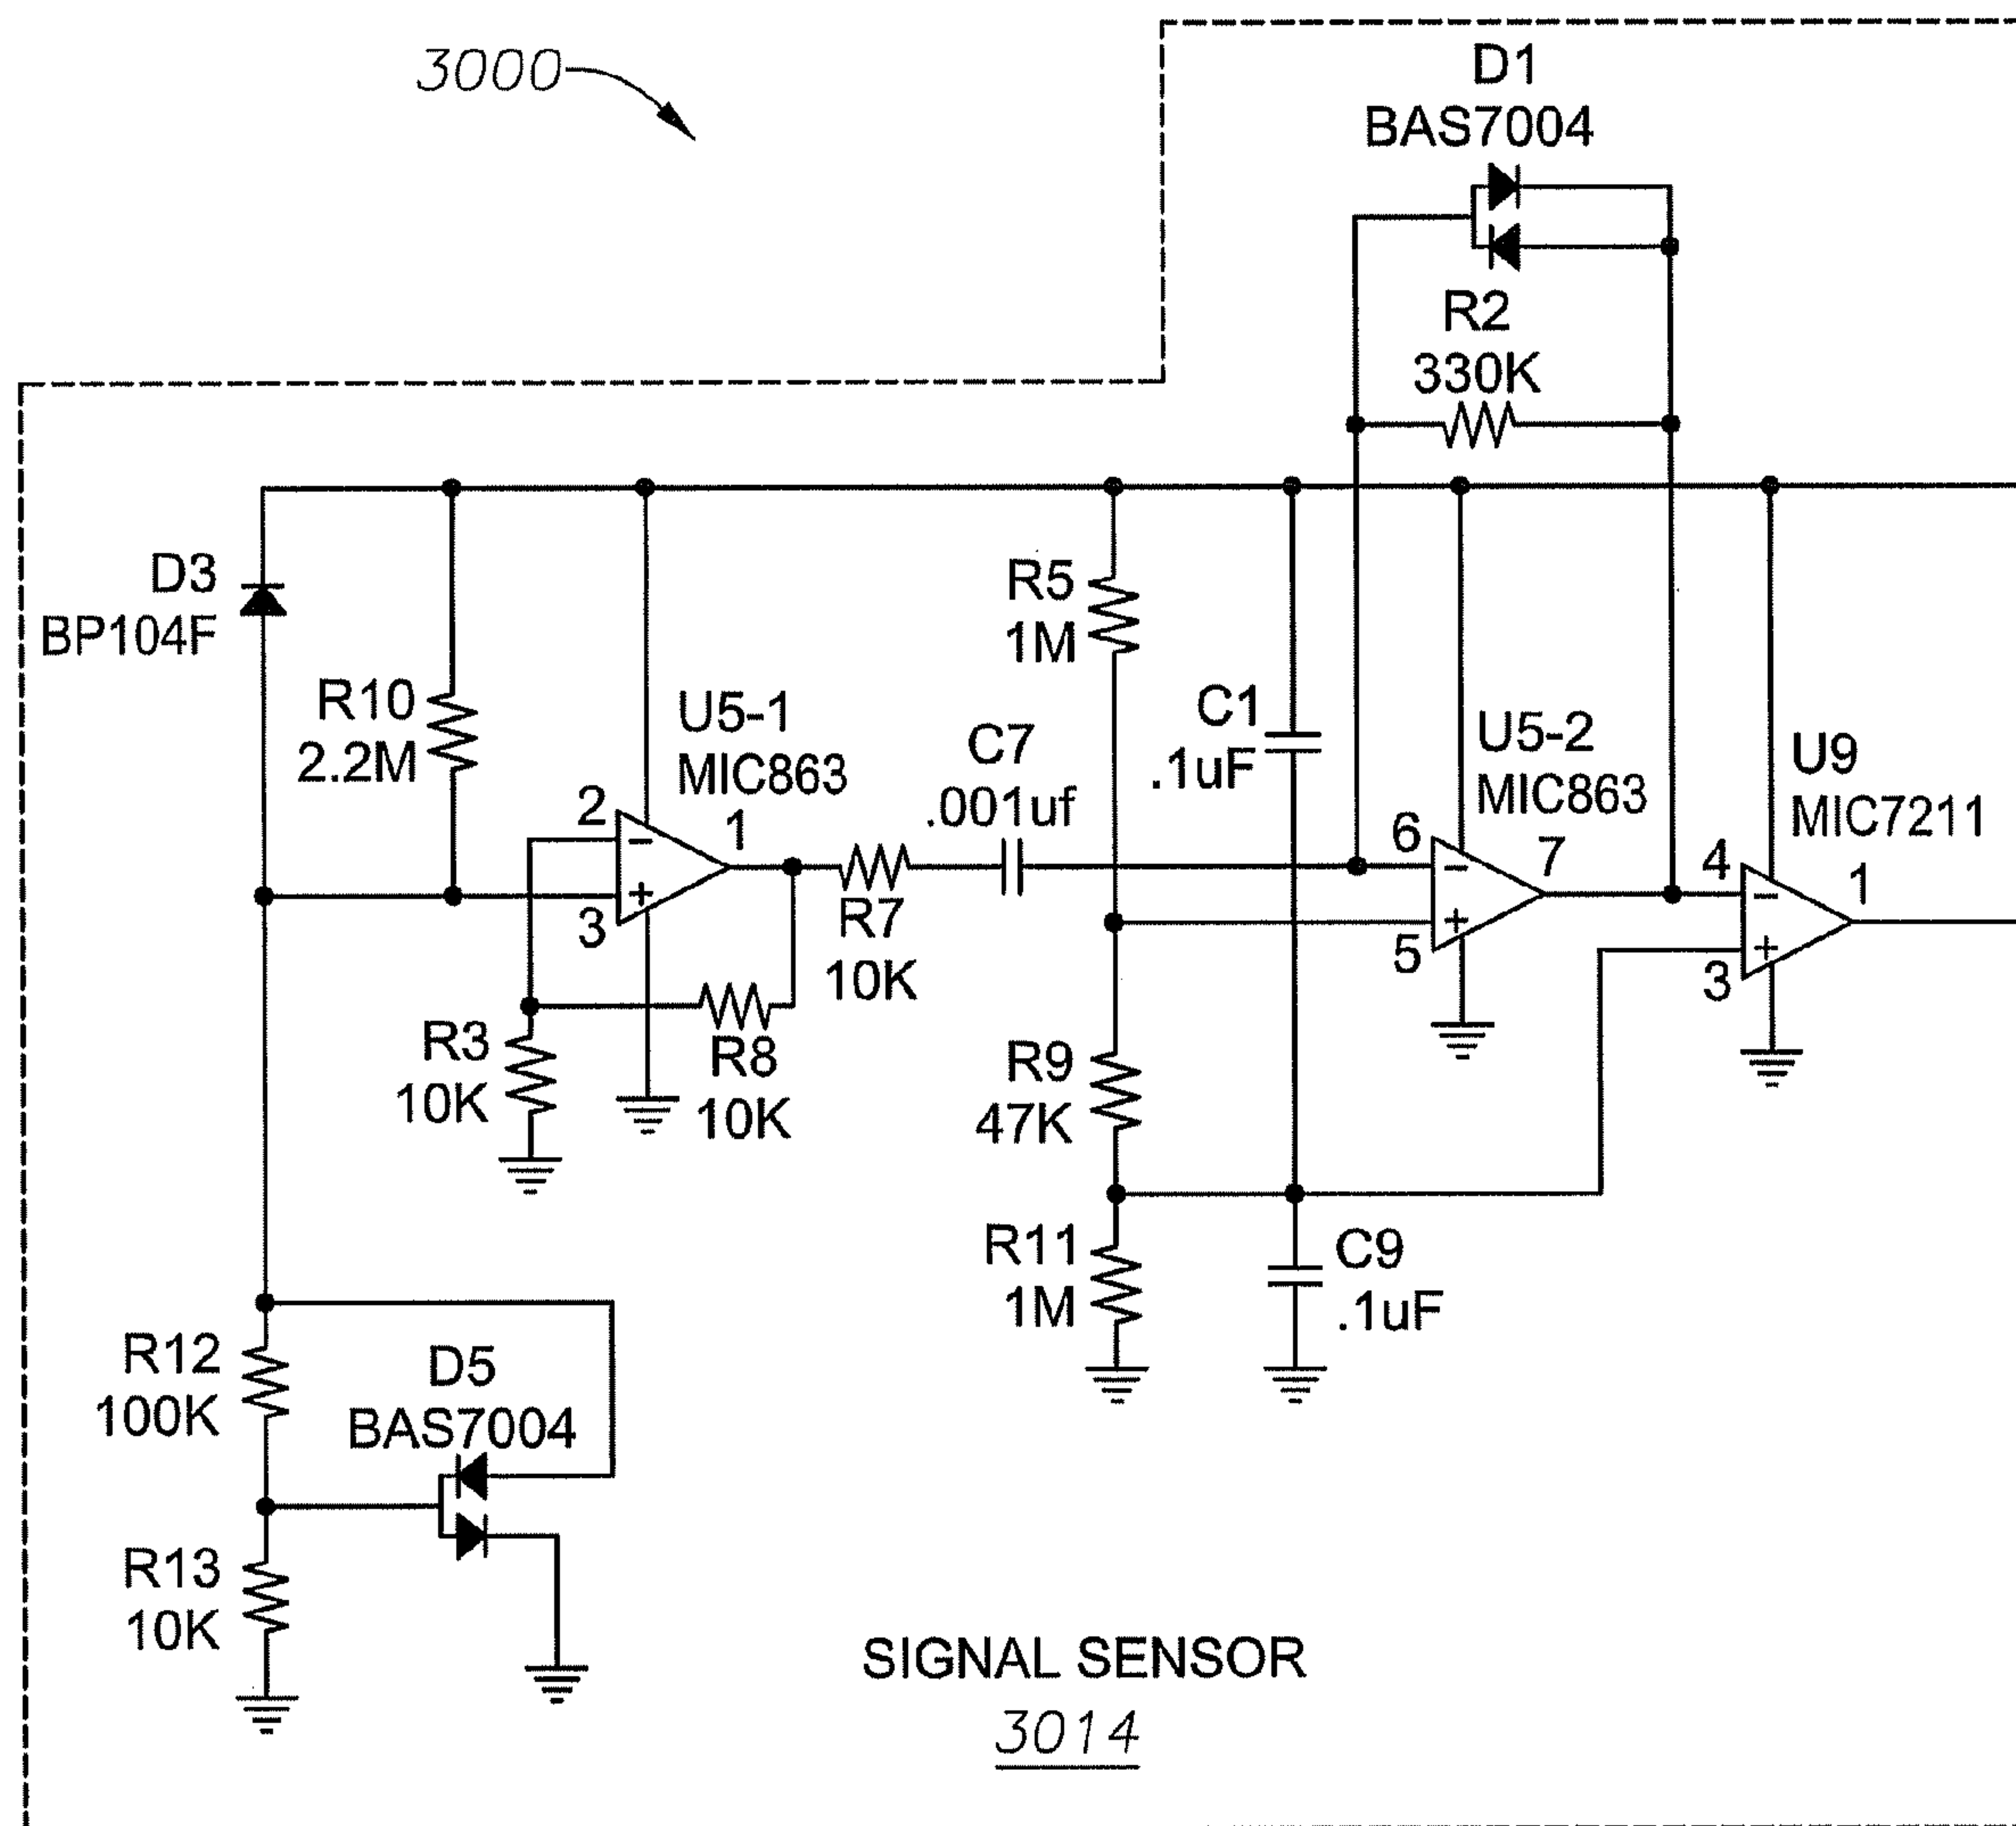 3000
D1
BAS7004
R2
330K
D3
BP104F
R10
2.2M
U5-1
MIC863
2
3
1
R7
10K
C7
.001uf
R3
10K
R8
10K
R5
1M
C1
.1uF
U5-2
MIC863
6
5
7
U9
MIC7211
4
3
1
R9
47K
R11
1M
C9
.1uF
R12
100K
D5
BAS7004
R13
10K
SIGNAL SENSOR
3014